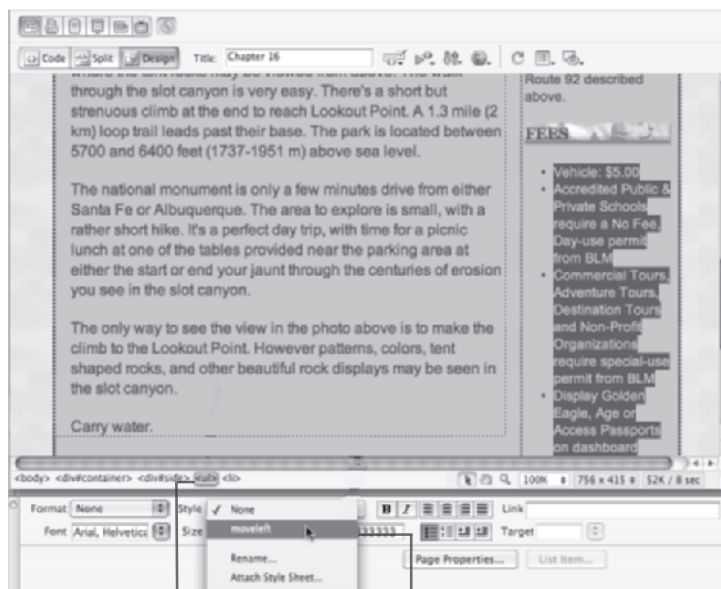 Code Split Design Title: Chapter 16
where the tent rocks may be viewed from above. The walk
through the slot canyon is very easy. There's a short but
strenuous climb at the end to reach Lookout Point. A 1.3 mile (2
km) loop trail leads past their base. The park is located between
5700 and 6400 feet (1737-1951 m) above sea level.
The national monument is only a few minutes drive from either
Santa Fe or Albuquerque. The area to explore is small, with a
rather short hike. It's a perfect day trip, with time for a picnic
lunch at one of the tables provided near the parking area at
either the start or end your jaunt through the centuries of erosion
you see in the slot canyon.
The only way to see the view in the photo above is to make the
climb to the Lookout Point. However patterns, colors, tent
shaped rocks, and other beautiful rock displays may be seen in
the slot canyon.
Carry water.
Route 92 described
above.
FEES
• Vehicle: $5.00
• Accredited Public &
Private Schools
require a No Fee,
Day-use permit
from BLM
• Commercial Tours,
Adventure Tours,
Destination Tours
and Non-Profit
Organizations
require special-use
permit from BLM
• Display Golden
Eagle, Age or
Access Passports
on dashboard
<body> <div#container> <div#side> <ul> <li> 100% 756 x 415 52K / 8 sec
Format None Style ✓ None B I Link
Font Arial, Helvetica Size moveleft 333333 Target
Rename... Page Properties... List Item...
Attach Style Sheet...